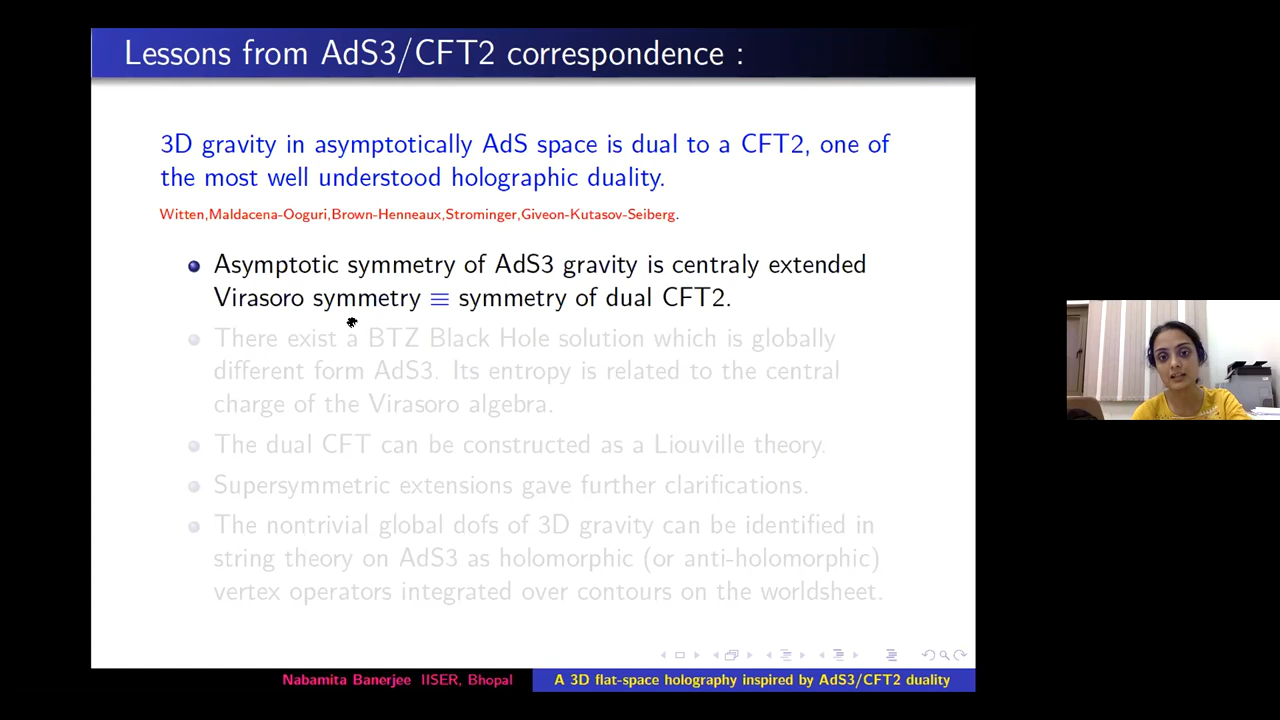 Lessons from AdS3/CFT2 correspondence :
3D gravity in asymptotically AdS space is dual to a CFT2, one of
the most well understood holographic duality.
Witten,Maldacena-Ooguri,Brown-Henneaux,Strominger,Giveon-Kutasov-Seiberg.
Asymptotic symmetry of AdS3 gravity is centraly extended
Virasoro symmetry ≡ symmetry of dual CFT2.
There exist a BTZ Black Hole solution which is globally
different form AdS3. Its entropy is related to the central
charge of the Virasoro algebra.
The dual CFT can be constructed as a Liouville theory.
Supersymmetric extensions gave further clarifications.
The nontrivial global dofs of 3D gravity can be identified in
string theory on AdS3 as holomorphic (or anti-holomorphic)
vertex operators integrated over contours on the worldsheet.
Nabamita Banerjee IISER, Bhopal
A 3D flat-space holography inspired by AdS3/CFT2 duality